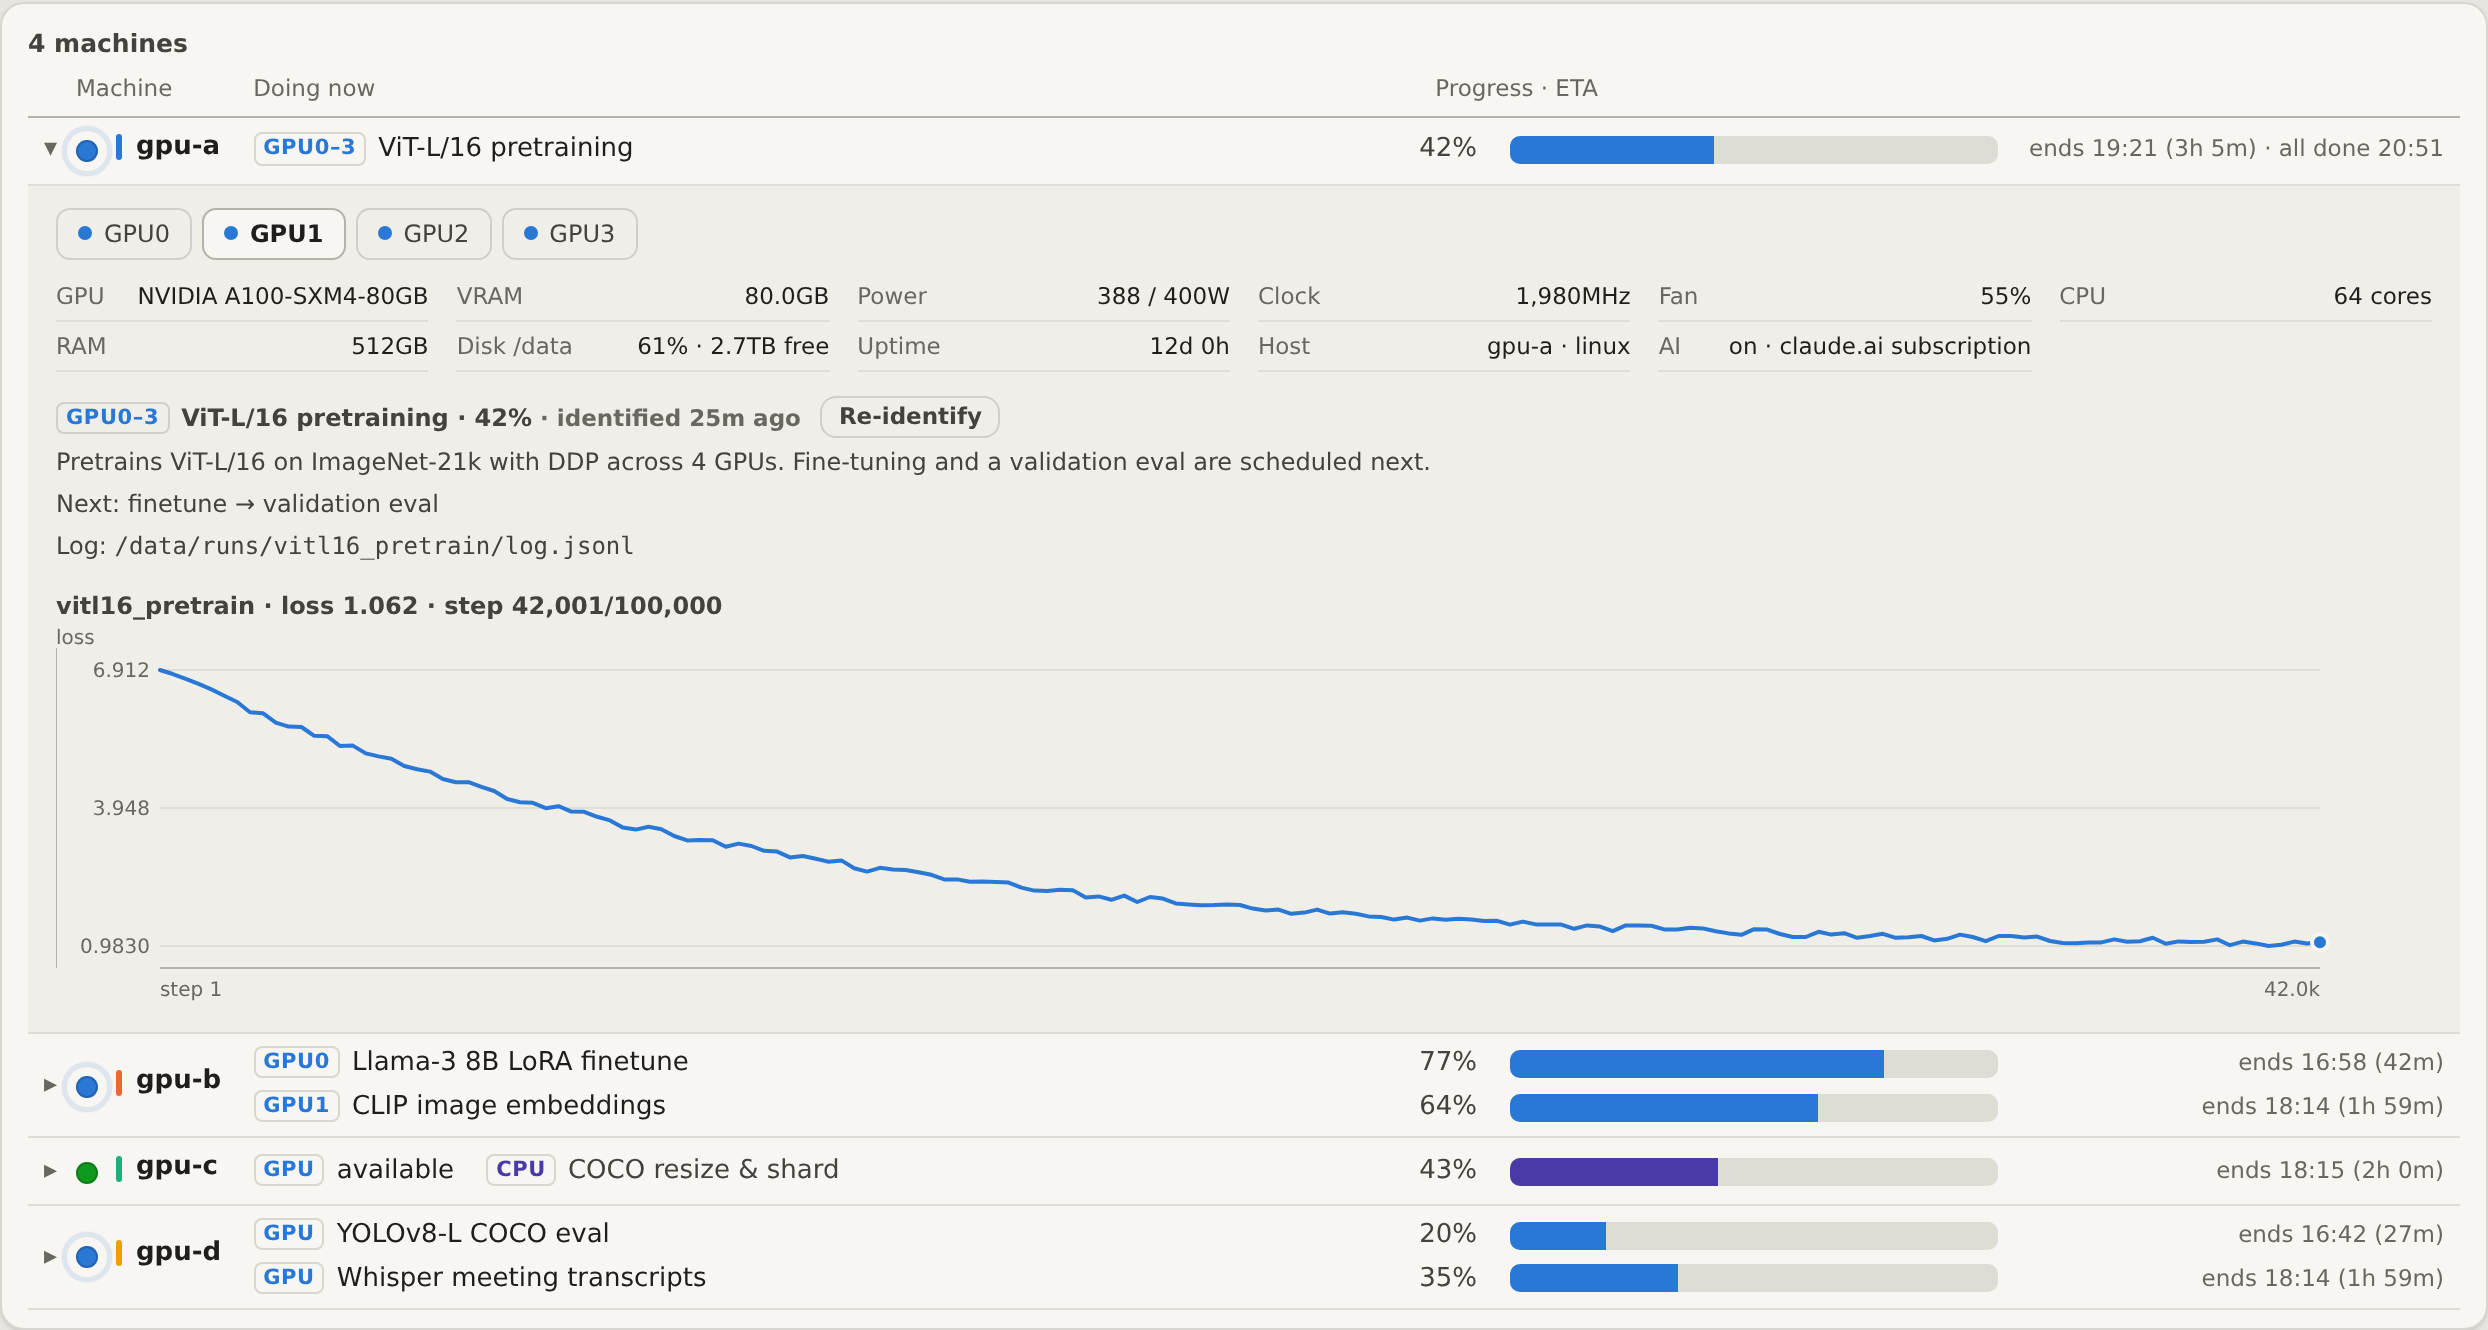 4 machines
Machine Doing now Progress · ETA
▼ gpu-a GPU0–3 ViT-L/16 pretraining 42% ends 19:21 (3h 5m) · all done 20:51
GPU0 GPU1 GPU2 GPU3
GPU NVIDIA A100-SXM4-80GB VRAM 80.0GB Power 388 / 400W Clock 1,980MHz Fan 55% CPU 64 cores
RAM 512GB Disk /data 61% · 2.7TB free Uptime 12d 0h Host gpu-a · linux AI on · claude.ai subscription
GPU0–3 ViT-L/16 pretraining · 42% · identified 25m ago Re-identify
Pretrains ViT-L/16 on ImageNet-21k with DDP across 4 GPUs. Fine-tuning and a validation eval are scheduled next.
Next: finetune → validation eval
Log: /data/runs/vitl16_pretrain/log.jsonl
vitl16_pretrain · loss 1.062 · step 42,001/100,000
loss
6.912
3.948
0.9830
step 1 42.0k
▶ gpu-b GPU0 Llama-3 8B LoRA finetune 77% ends 16:58 (42m)
GPU1 CLIP image embeddings 64% ends 18:14 (1h 59m)
▶ gpu-c GPU available CPU COCO resize & shard 43% ends 18:15 (2h 0m)
▶ gpu-d GPU YOLOv8-L COCO eval 20% ends 16:42 (27m)
GPU Whisper meeting transcripts 35% ends 18:14 (1h 59m)